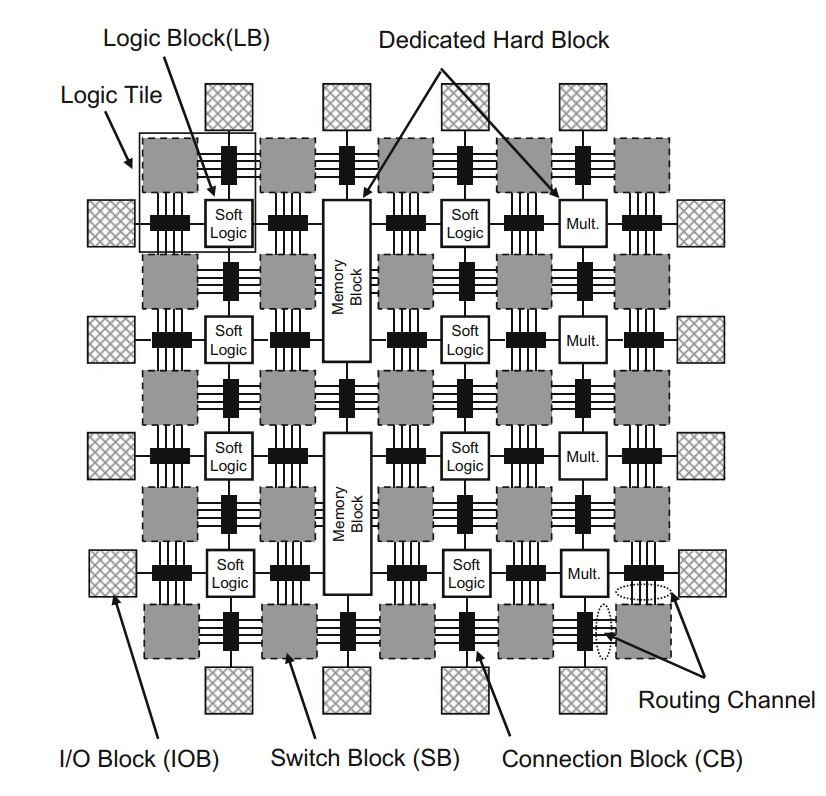 Logic Block(LB)
Dedicated Hard Block
Logic Tile
Soft
Logic
Memory
Block
Soft
Logic
Mult.
Soft
Logic
Soft
Logic
Mult.
Soft
Logic
Memory
Block
Soft
Logic
Mult.
Soft
Logic
Soft
Logic
Mult.
Routing Channel
I/O Block (IOB)
Switch Block (SB)
Connection Block (CB)